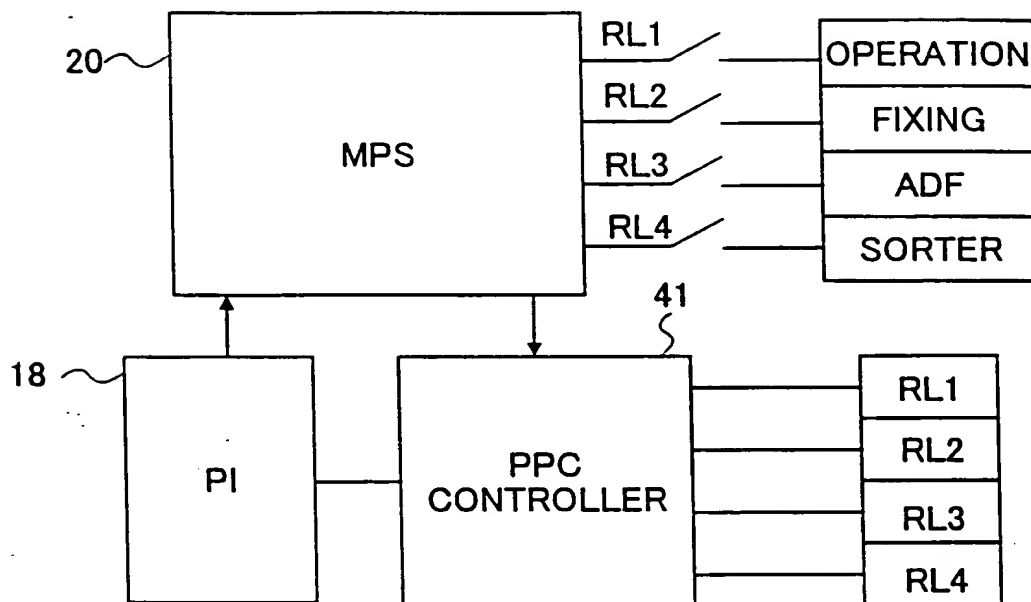 20
MPS
RL1
RL2
RL3
RL4
OPERATION
FIXING
ADF
SORTER
18
PI
41
PPC
CONTROLLER
RL1
RL2
RL3
RL4